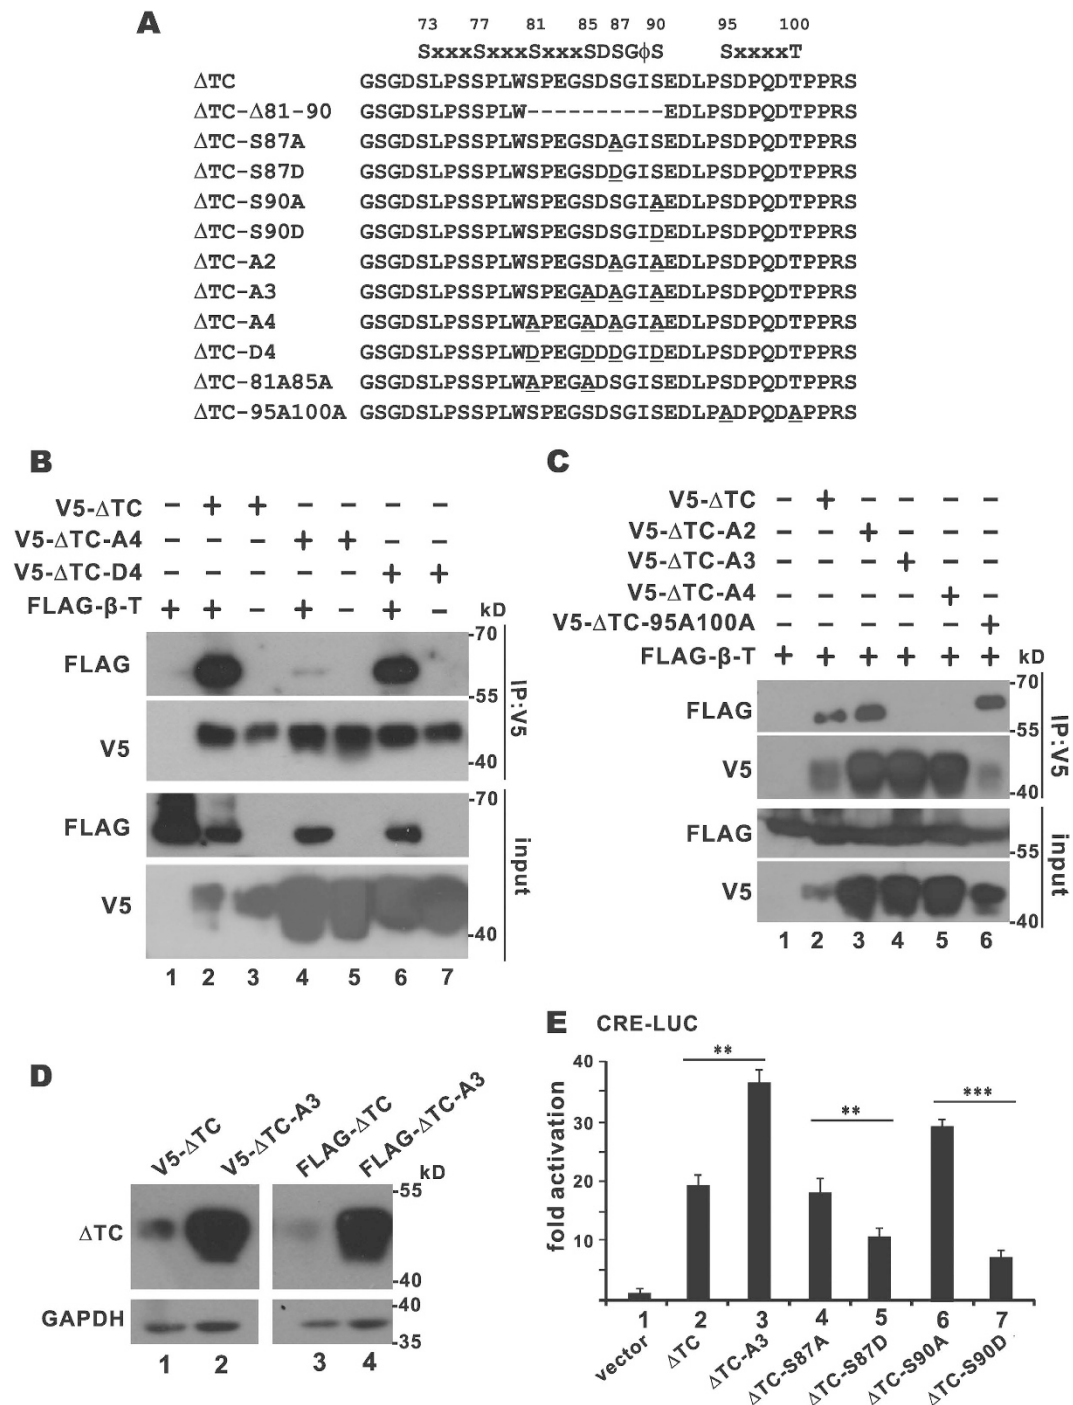 A
73 77 81 85 87 90 95 100
SxxxSxxxSxxxSDSGϕS SxxxxT
ΔTC GSGDSLPSSPLWSPEGSDSGISEDLPSDPQDTPPRS
ΔTC-Δ81-90 GSGDSLPSSPLW----------EDLPSDPQDTPPRS
ΔTC-S87A GSGDSLPSSPLWSPEGSDAGISEDLPSDPQDTPPRS
ΔTC-S87D GSGDSLPSSPLWSPEGSDDGISEDLPSDPQDTPPRS
ΔTC-S90A GSGDSLPSSPLWSPEGSDSGIAEDLPSDPQDTPPRS
ΔTC-S90D GSGDSLPSSPLWSPEGSDSGIDEDLPSDPQDTPPRS
ΔTC-A2 GSGDSLPSSPLWSPEGSDAGIAEDLPSDPQDTPPRS
ΔTC-A3 GSGDSLPSSPLWSPEGADAGIAEDLPSDPQDTPPRS
ΔTC-A4 GSGDSLPSSPLWAPEGADAGIAEDLPSDPQDTPPRS
ΔTC-D4 GSGDSLPSSPLWDPEGDDDGIDEDLPSDPQDTPPRS
ΔTC-81A85A GSGDSLPSSPLWAPEGADSGISEDLPSDPQDTPPRS
ΔTC-95A100A GSGDSLPSSPLWSPEGSDSGISEDLPADPQDAPPRS
B
V5-ΔTC - + + - - - -
V5-ΔTC-A4 - - - + + - -
V5-ΔTC-D4 - - - - - + +
FLAG-β-T + + - + - + - kD
-70
FLAG
-55
V5
-40
IP:V5
-70
FLAG
V5
-40
input
1 2 3 4 5 6 7
C
V5-ΔTC - + - - - -
V5-ΔTC-A2 - - + - - -
V5-ΔTC-A3 - - - + - -
V5-ΔTC-A4 - - - - + -
V5-ΔTC-95A100A - - - - - +
FLAG-β-T + + + + + + kD
-70
FLAG
-55
V5
-40
IP:V5
FLAG
-55
V5
-40
input
1 2 3 4 5 6
D
V5-ΔTC V5-ΔTC-A3 FLAG-ΔTC FLAG-ΔTC-A3
kD
-55
ΔTC
-40
-40
GAPDH
-35
1 2 3 4
E CRE-LUC
fold activation
40
30
20
10
** ** ***
1 2 3 4 5 6 7
vector ΔTC ΔTC-A3 ΔTC-S87A ΔTC-S87D ΔTC-S90A ΔTC-S90D